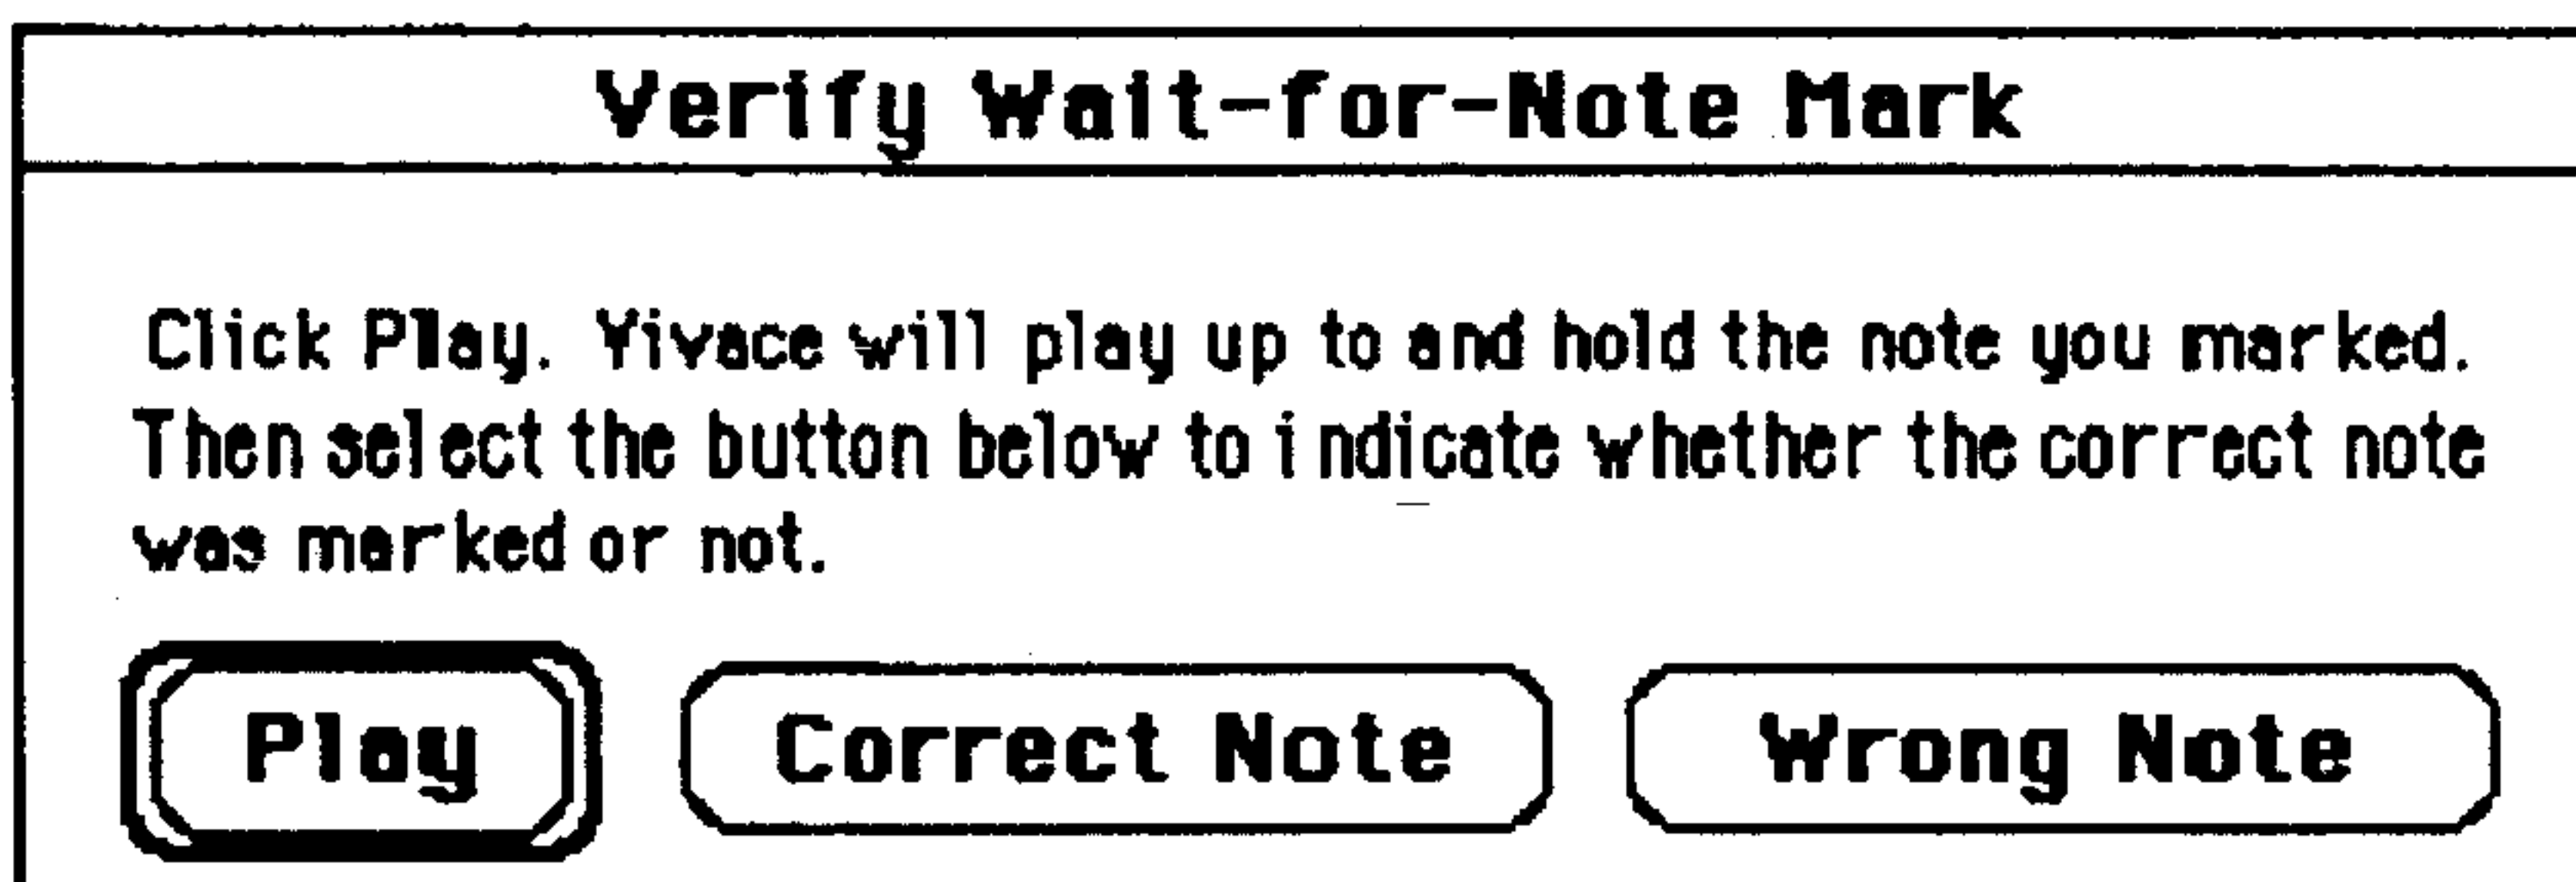 Verify Wait-for-Note Mark
Click Play. Vivace will play up to and hold the note you marked.
Then select the button below to indicate whether the correct note
was marked or not.
Play Correct Note Wrong Note